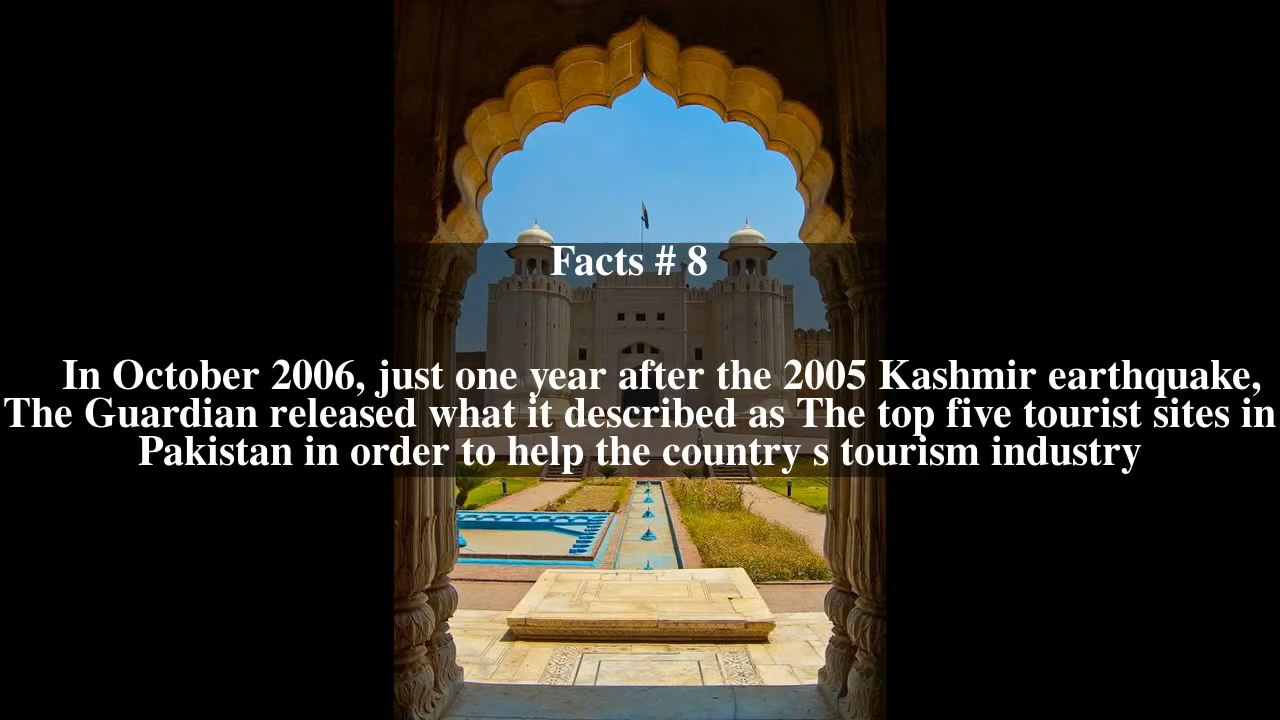 Facts # 8
In October 2006, just one year after the 2005 Kashmir earthquake,
The Guardian released what it described as The top five tourist sites in
Pakistan in order to help the country s tourism industry